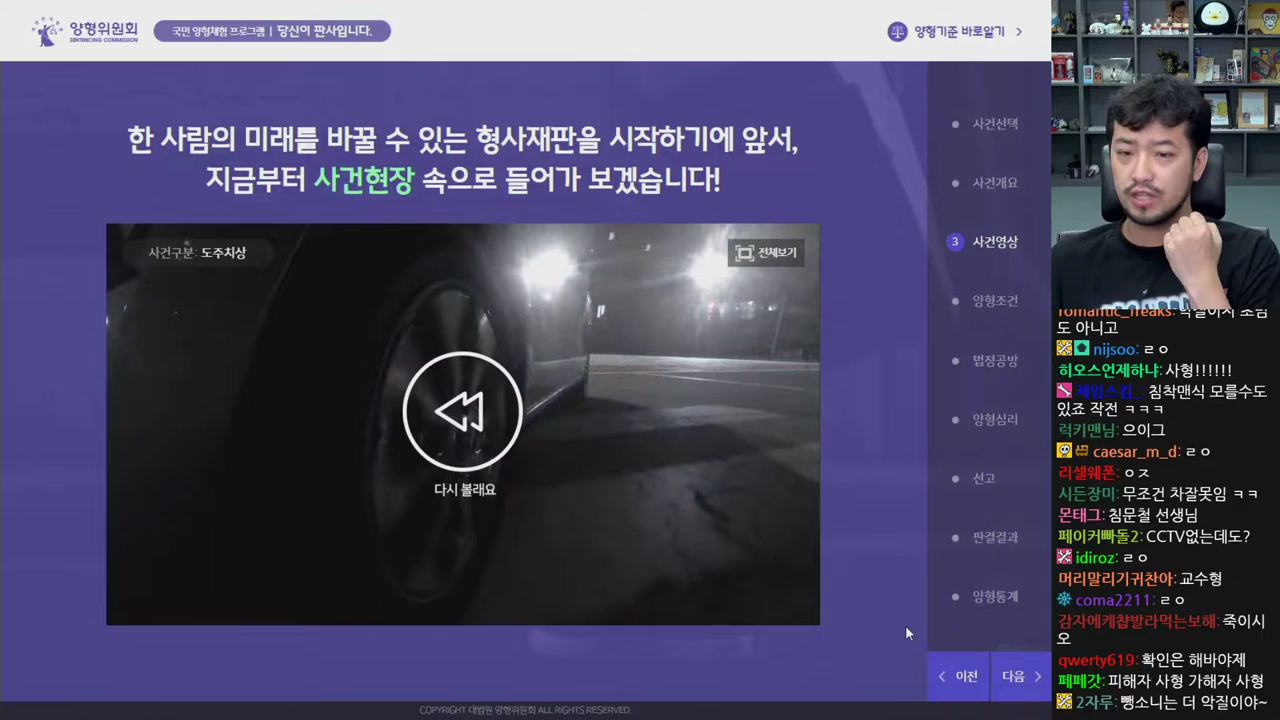 양형위원회
SENTENCING COMMISSION
국민 양형체험 프로그램 | 당신이 판사입니다.
양형기준 바로알기
한 사람의 미래를 바꿀 수 있는 형사재판을 시작하기에 앞서,
지금부터 사건현장 속으로 들어가 보겠습니다!
사건구분: 도주치상
전체보기
다시 볼래요
사건선택
사건개요
3 사건영상
양형조건
법정공방
양형심리
선고
판결결과
양형통계
이전
다음
COPYRIGHT 대법원 양형위원회 ALL RIGHTS RESERVED.
romantic_freaks:
도 아니고
nijsoo: ㄹㅇ
히오스언제하냐: 사형!!!!!!
침착맨식 모를수도
있죠 작전 ㅋㅋㅋ
럭키맨님: 으이그
caesar_m_d: ㄹㅇ
리셀웨폰: ㅇㅈ
시든장미: 무조건 차잘못임 ㅋㅋ
몬태그: 침문철 선생님
페이커빠돌2: CCTV없는데도?
idiroz: ㄹㅇ
머리말리기귀찬아: 교수형
coma2211: ㄹㅇ
감자에케챱발라먹는보해: 죽이시
오
qwerty619: 확인은 해바야제
페페갓: 피해자 사형 가해자 사형
2자루: 뺑소니는 더 악질이야~